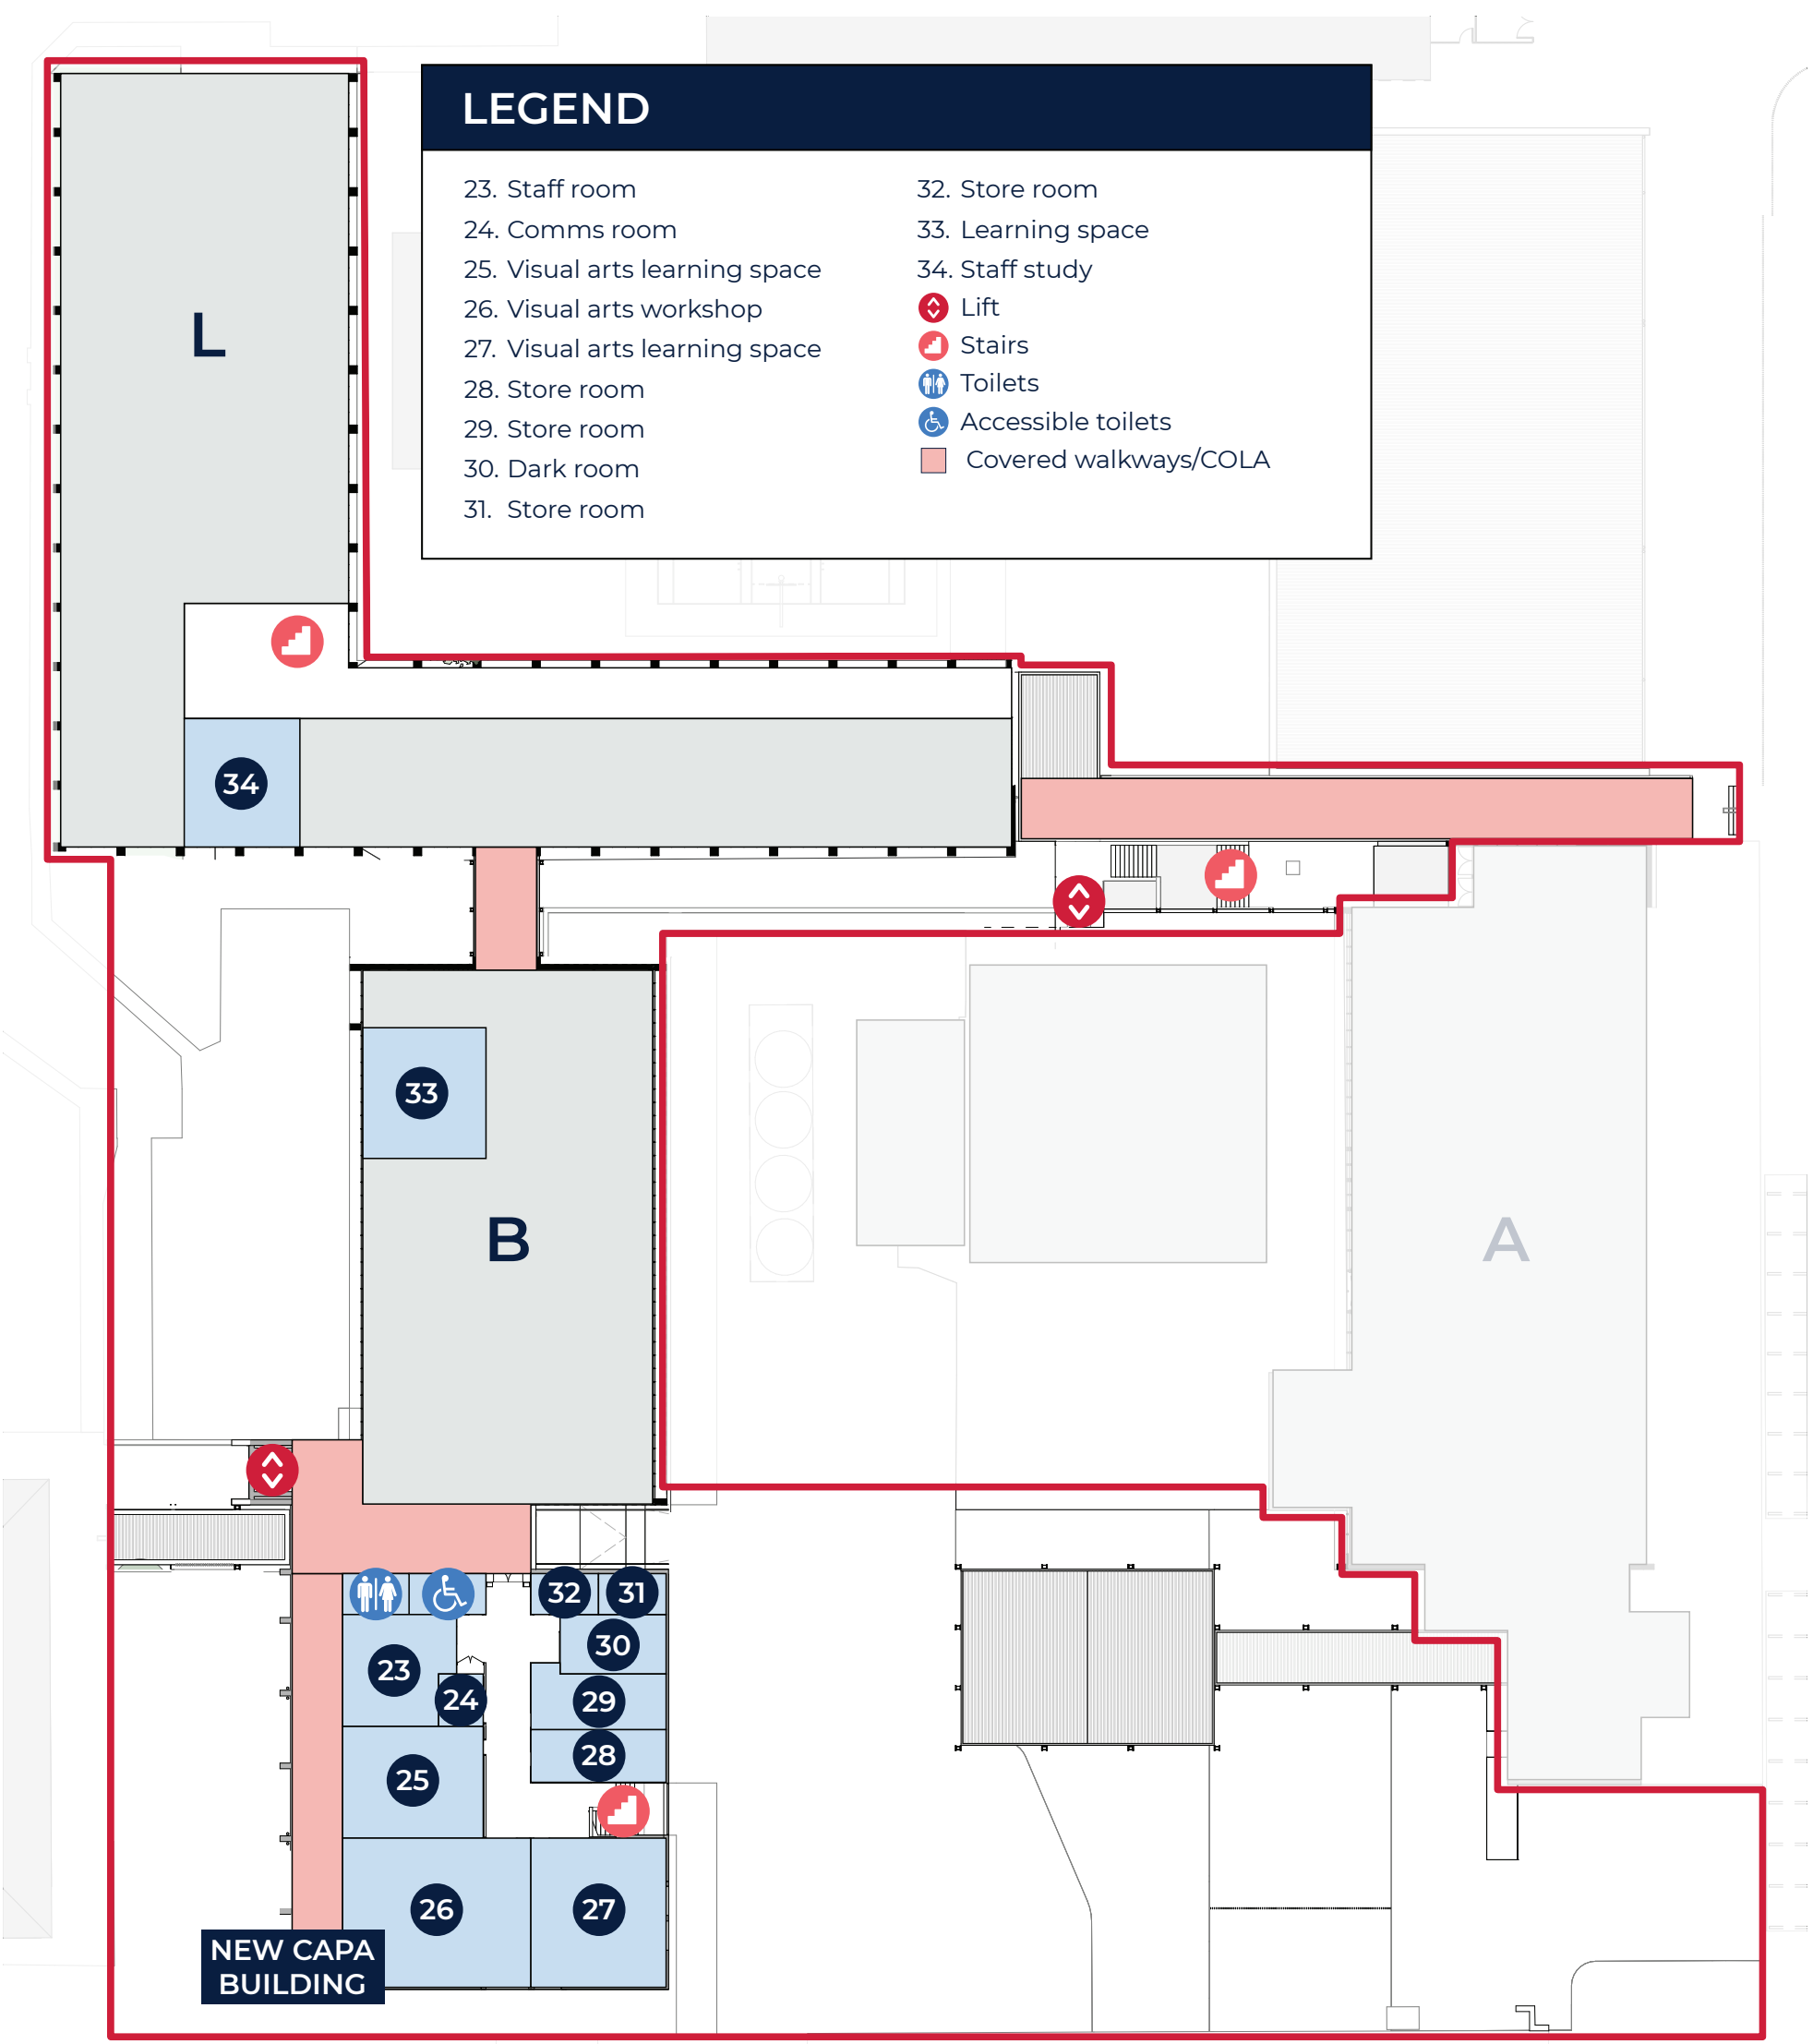 LEGEND
23. Staff room
24. Comms room
25. Visual arts learning space
26. Visual arts workshop
27. Visual arts learning space
28. Store room
29. Store room
30. Dark room
31. Store room
32. Store room
33. Learning space
34. Staff study
Lift
Stairs
Toilets
Accessible toilets
Covered walkways/COLA
L
34
33
B
A
32
31
30
23
24
29
28
25
26
27
NEW CAPA
BUILDING